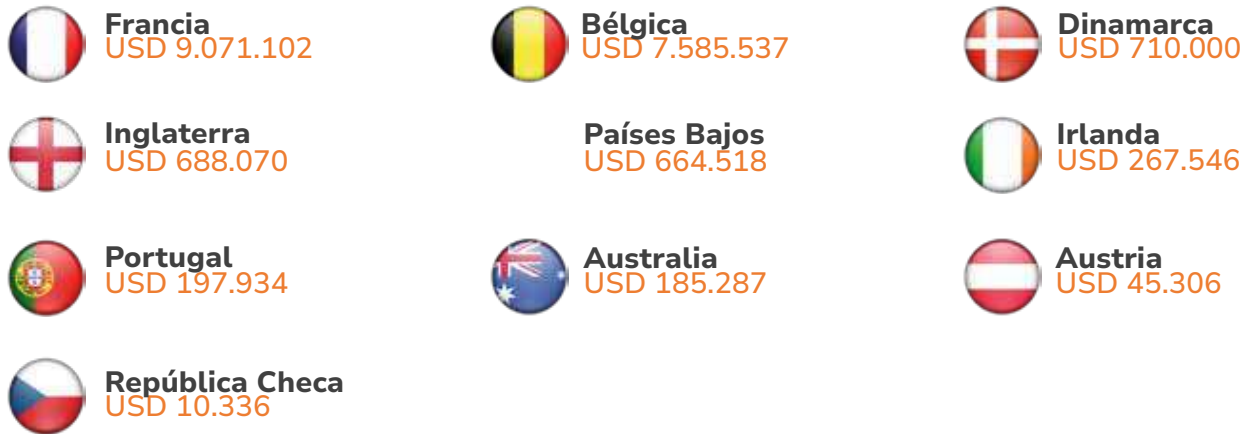 Francia
USD 9.071.102
Bélgica
USD 7.585.537
Dinamarca
USD 710.000
Inglaterra
USD 688.070
Países Bajos
USD 664.518
Irlanda
USD 267.546
Portugal
USD 197.934
Australia
USD 185.287
Austria
USD 45.306
República Checa
USD 10.336